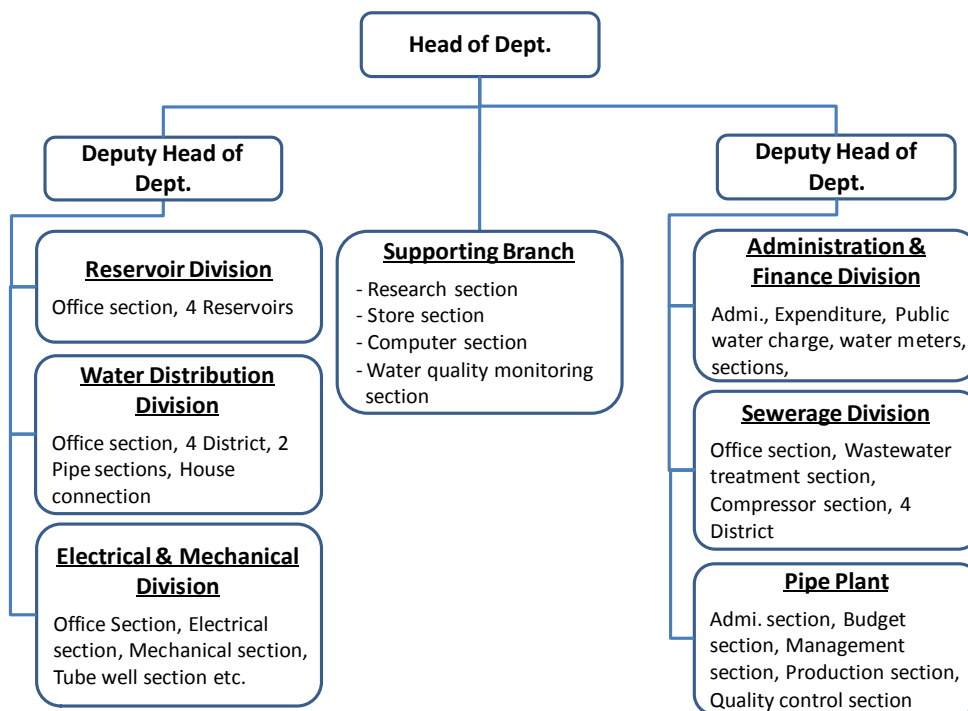 Head of Dept.
Deputy Head of
Dept.
Reservoir Division
Office section, 4 Reservoirs
Water Distribution
Division
Office section, 4 District, 2
Pipe sections, House
connection
Electrical & Mechanical
Division
Office Section, Electrical
section, Mechanical section,
Tube well section etc.
Supporting Branch
- Research section
- Store section
- Computer section
- Water quality monitoring
section
Deputy Head of
Dept.
Administration &
Finance Division
Admi., Expenditure, Public
water charge, water meters,
sections,
Sewerage Division
Office section, Wastewater
treatment section,
Compressor section, 4
District
Pipe Plant
Admi. section, Budget
section, Management
section, Production section,
Quality control section